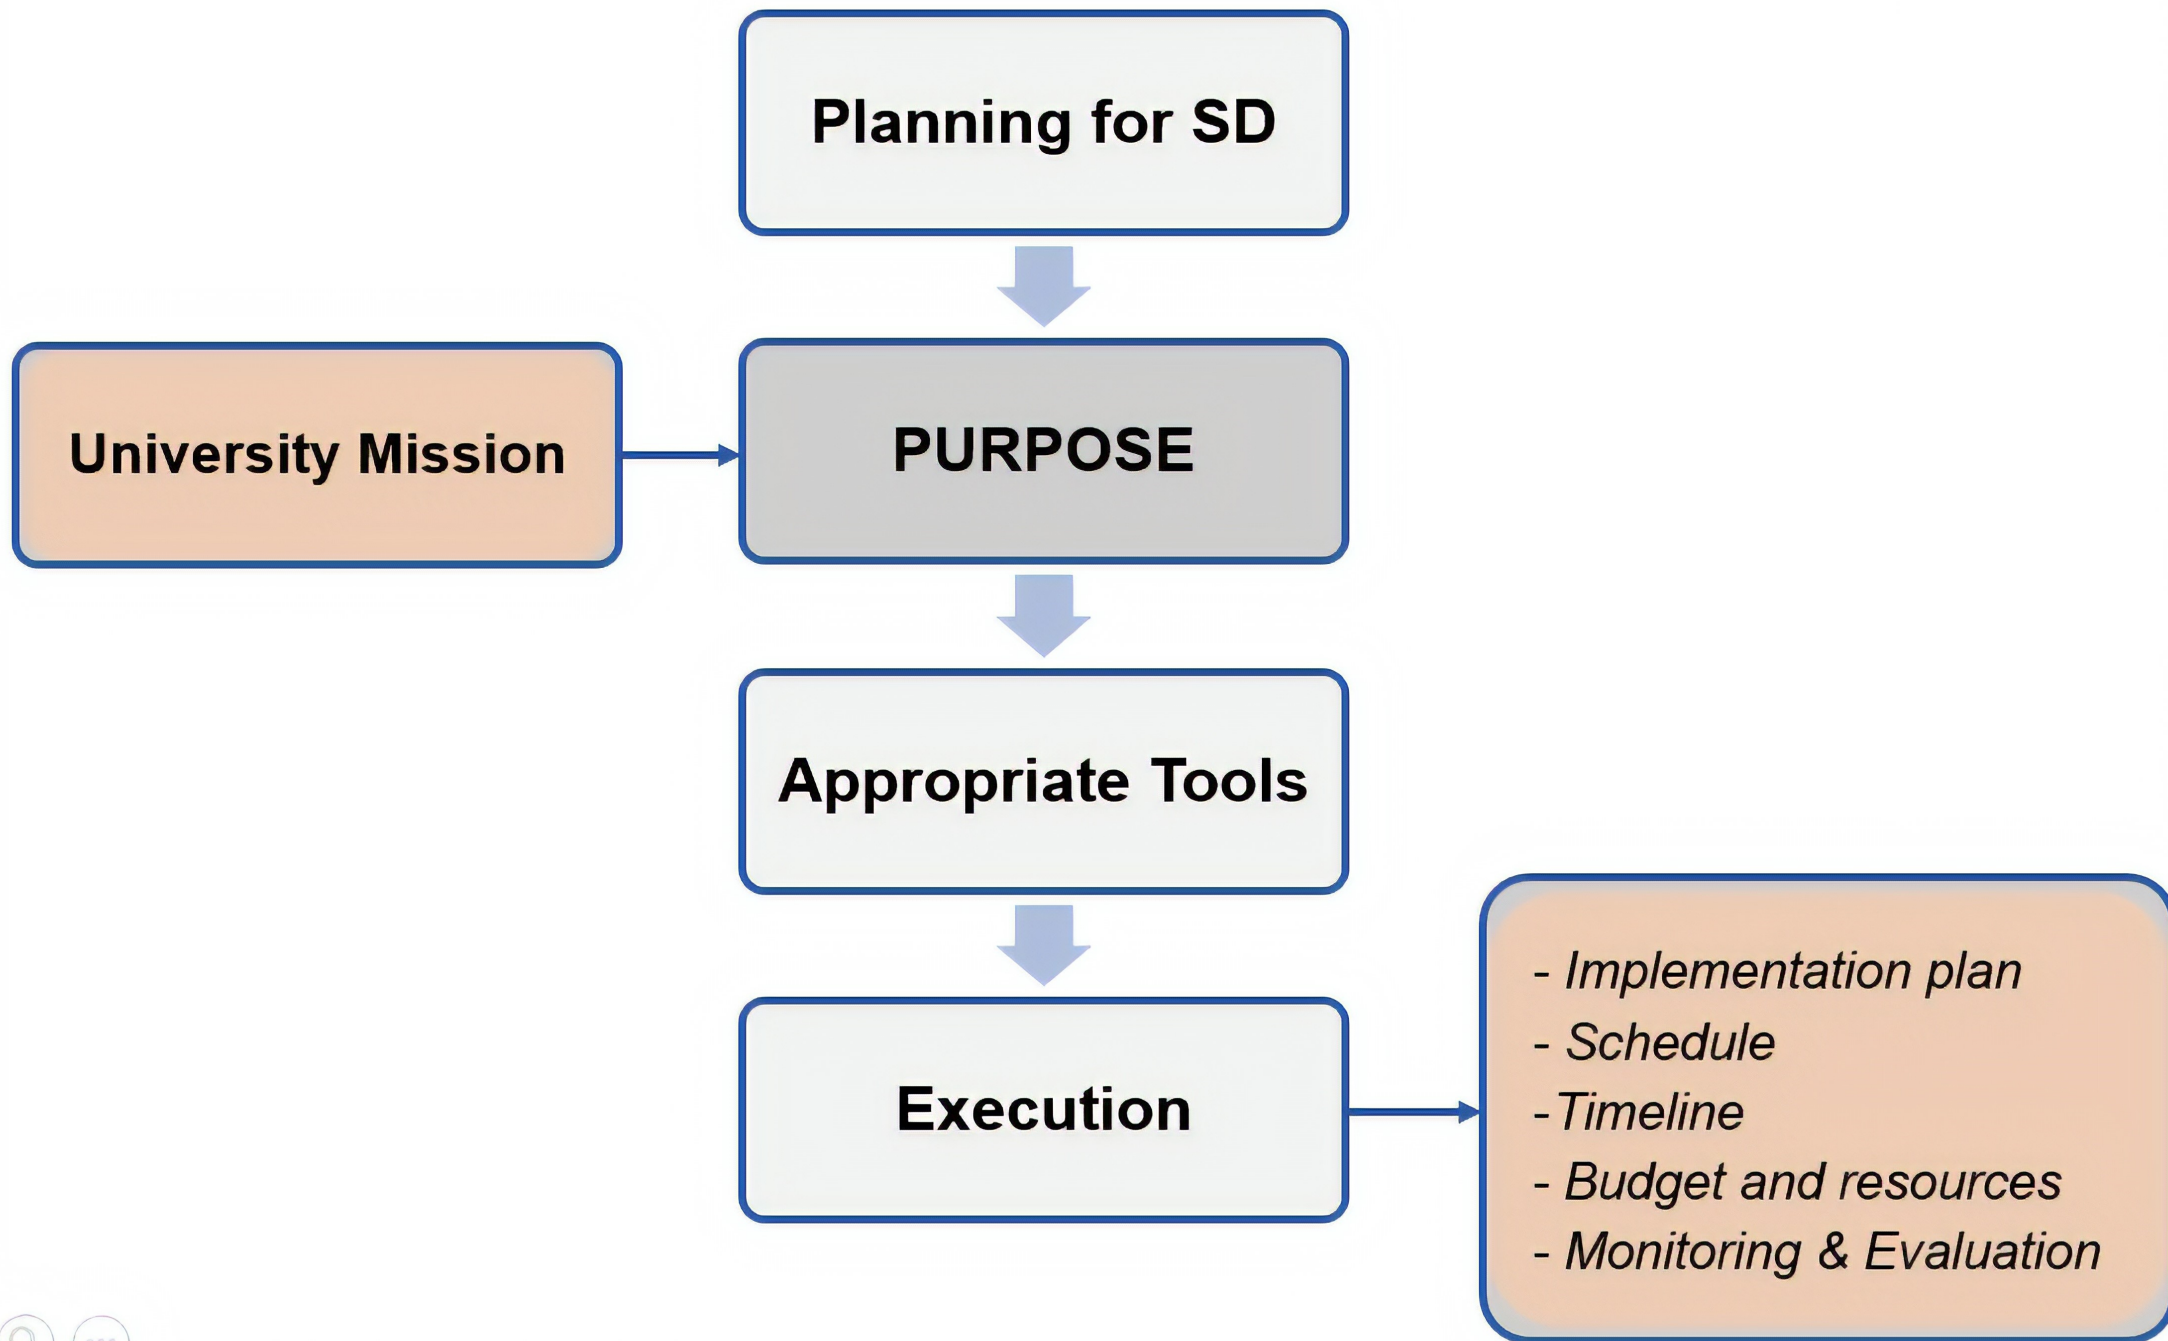 Planning for SD
University Mission
PURPOSE
Appropriate Tools
Execution
- Implementation plan
- Schedule
-Timeline
- Budget and resources
- Monitoring & Evaluation